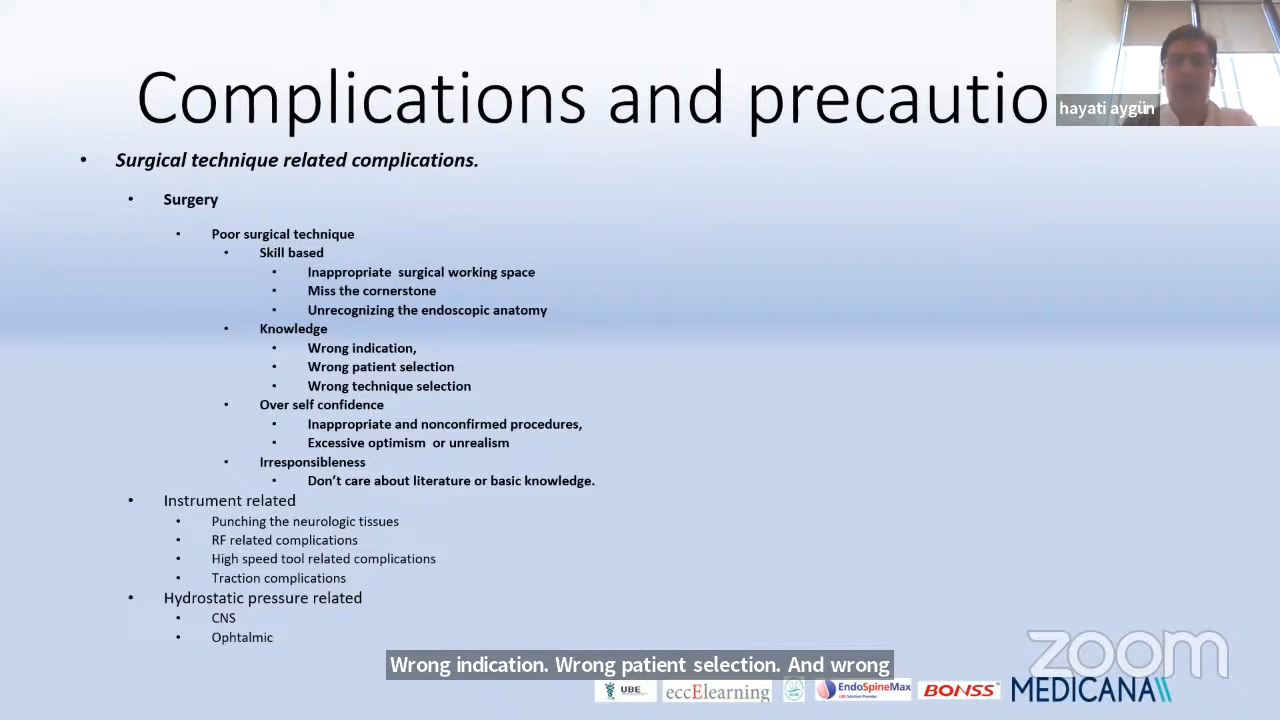 Complications and precautio
hayati aygün
• Surgical technique related complications.
• Surgery
• Poor surgical technique
• Skill based
• Inappropriate surgical working space
• Miss the cornerstone
• Unrecognizing the endoscopic anatomy
• Knowledge
• Wrong indication,
• Wrong patient selection
• Wrong technique selection
• Over self confidence
• Inappropriate and nonconfirmed procedures,
• Excessive optimism or unrealism
• Irresponsibleness
• Don't care about literature or basic knowledge.
• Instrument related
• Punching the neurologic tissues
• RF related complications
• High speed tool related complications
• Traction complications
• Hydrostatic pressure related
• CNS
• Ophtalmic
Wrong indication. Wrong patient selection. And wrong
zoom
UBE
eccElearning
EndoSpineMax
BONSS
MEDICANA